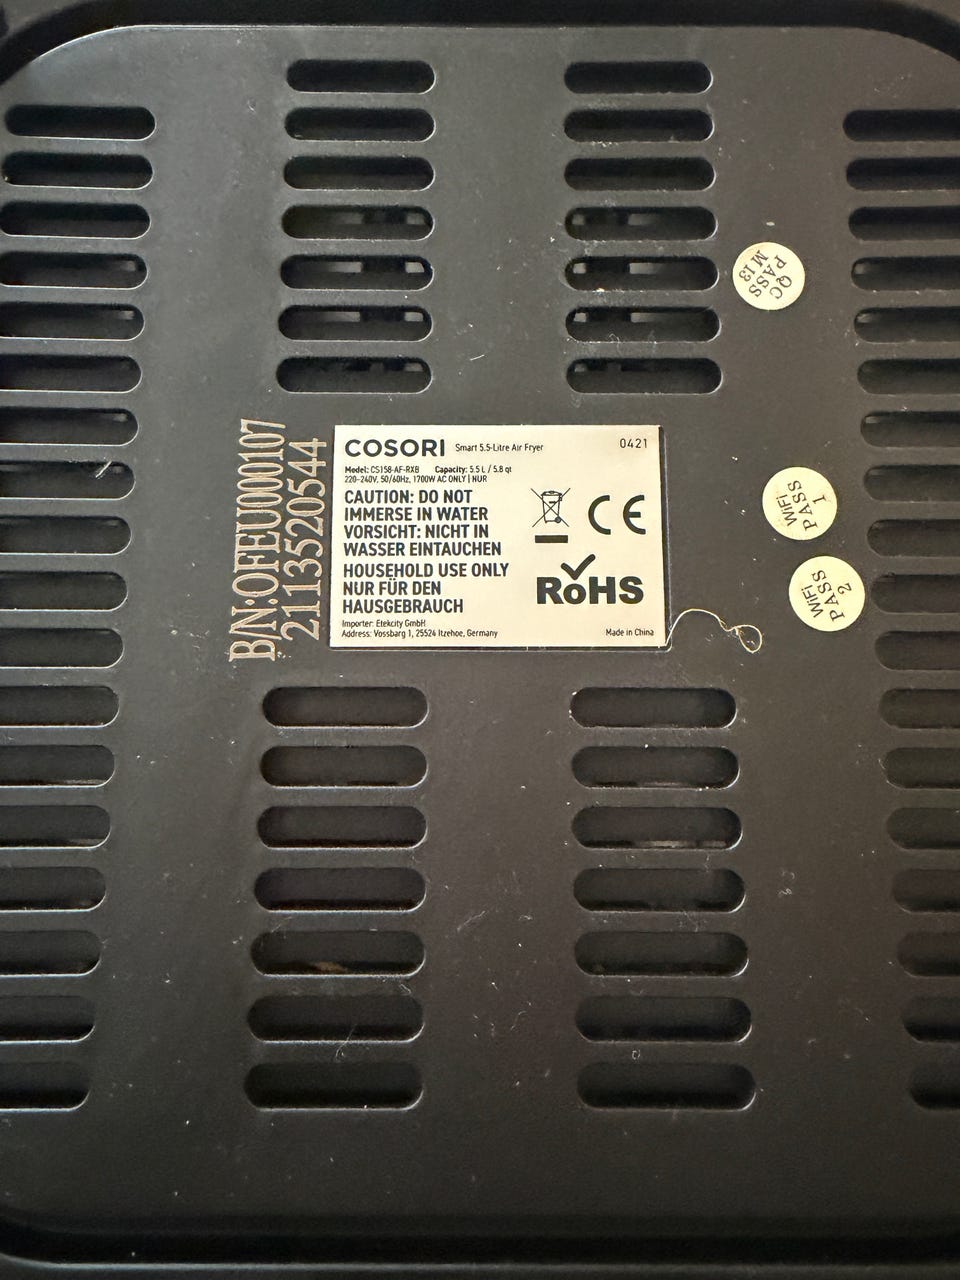 B/N:OFEU000107
2113520544
COSORI Smart 5.5-Litre Air Fryer 0421
Model: CS158-AF-RXB Capacity: 5.5 L / 5.8 qt
220-240V, 50/60Hz, 1700W AC ONLY | NUR
CAUTION: DO NOT
IMMERSE IN WATER
VORSICHT: NICHT IN
WASSER EINTAUCHEN
HOUSEHOLD USE ONLY
NUR FÜR DEN
HAUSGEBRAUCH
Importer: Etekcity GmbH
Address: Vossbarg 1, 25524 Itzehoe, Germany
CE
RoHS
Made in China
QC
PASS
M 13
WiFi
PASS
1
WiFi
PASS
2